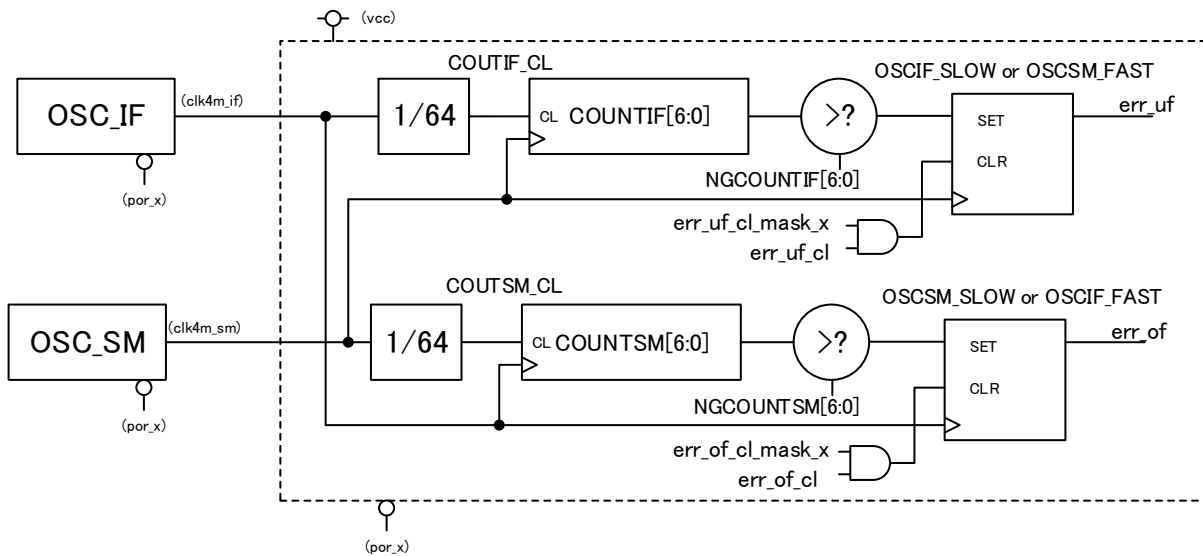 (vcc)
COUTIF_CL
OSCIF_SLOW or OSCSM_FAST
OSC_IF
(clk4m_if)
1/64
CL
COUNTIF[6:0]
>?
SET
err_uf
CLR
(por_x)
NGCOUNTIF[6:0]
err_uf_cl_mask_x
err_uf_cl
COUTSM_CL
OSCSM_SLOW or OSCIF_FAST
OSC_SM
(clk4m_sm)
1/64
CL
COUNTSM[6:0]
>?
SET
err_of
CLR
(por_x)
NGCOUNTSM[6:0]
err_of_cl_mask_x
err_of_cl
(por_x)